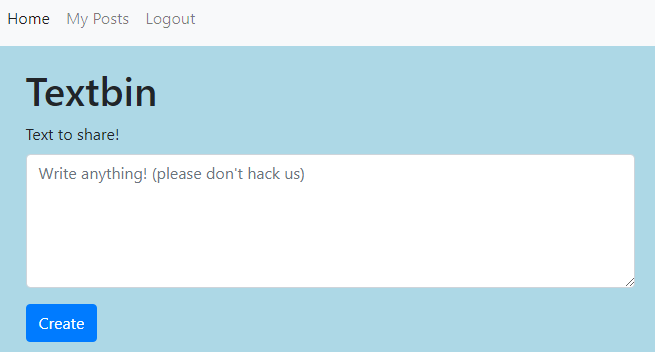 Home My Posts Logout
Textbin
Text to share!
Write anything! (please don't hack us)
Create